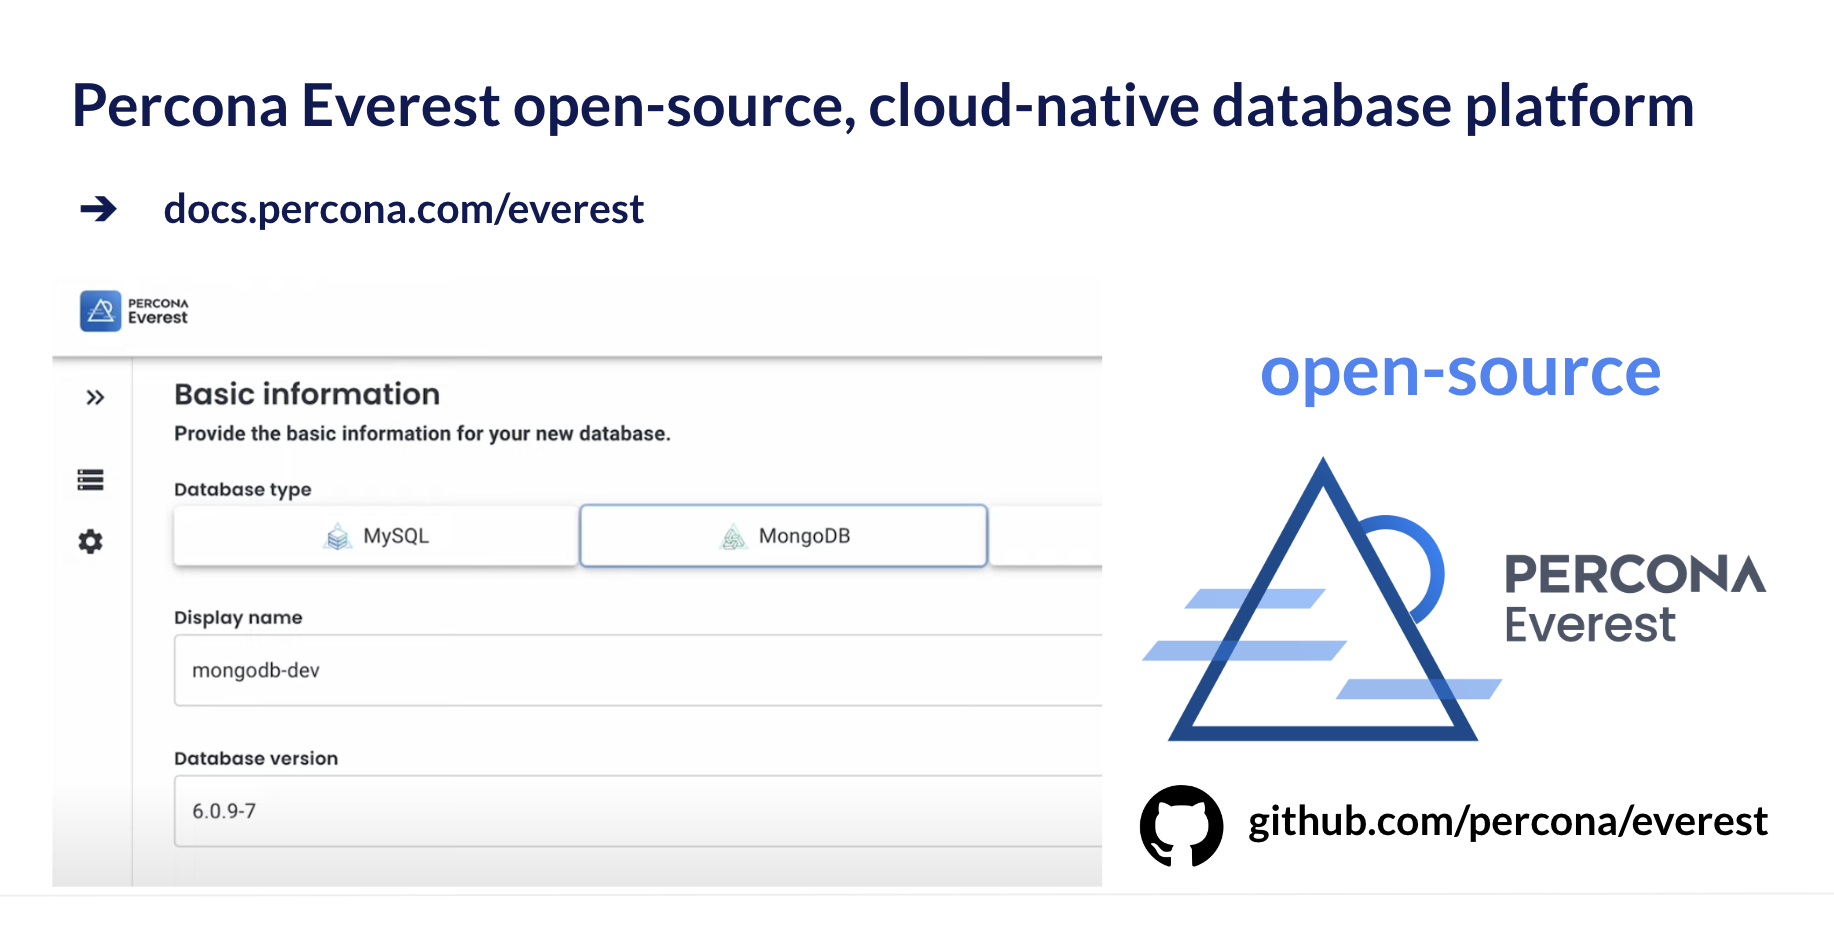 Percona Everest open-source, cloud-native database platform
➔ docs.percona.com/everest
PERCONA
Everest
Basic information
Provide the basic information for your new database.
Database type
MySQL
MongoDB
Display name
mongodb-dev
Database version
6.0.9-7
open-source
PERCONA
Everest
github.com/percona/everest